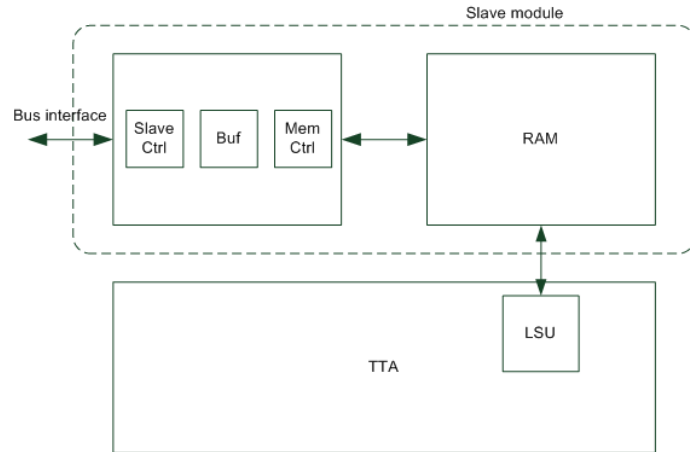 Slave module
Bus interface
Slave
Ctrl
Buf
Mem
Ctrl
RAM
LSU
TTA